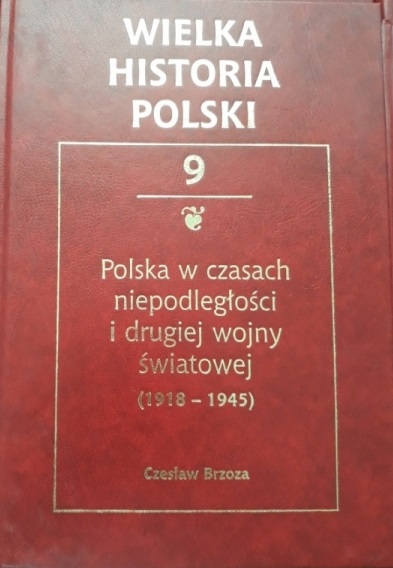 WIELKA
HISTORIA
POLSKI
9
Polska w czasach
niepodległości
i drugiej wojny
światowej
(1918 – 1945)
Czesław Brzoza